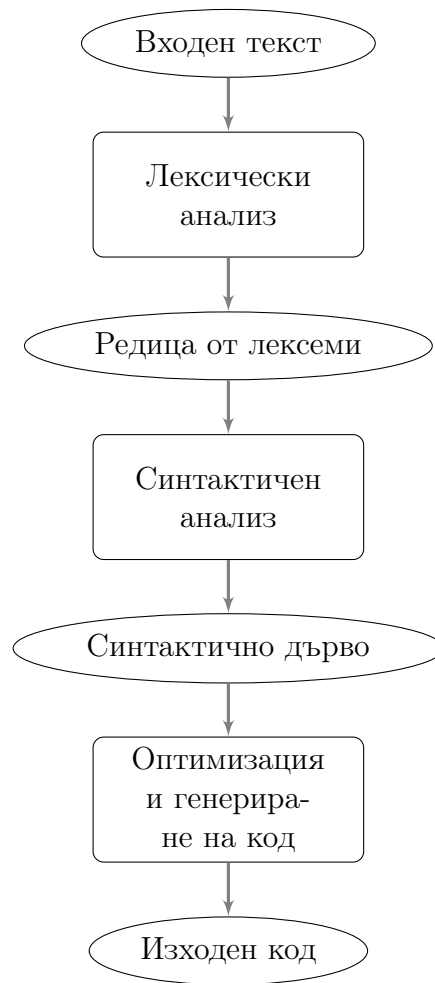 Входен текст
Лексически
анализ
Редица от лексеми
Синтактичен
анализ
Синтактично дърво
Оптимизация
и генерира-
не на код
Изходен код